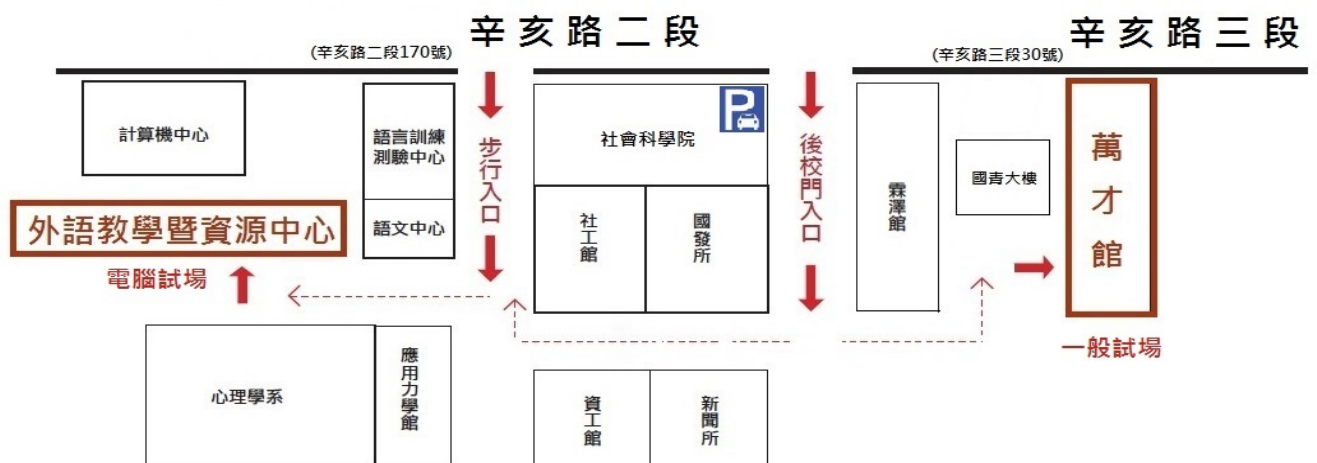 辛亥路二段
辛亥路三段
(辛亥路二段170號)
(辛亥路三段30號)
計算機中心
語言訓練
測驗中心
步行入口
社會科學院
P
後校門入口
霖澤館
國青大樓
萬才館
外語教學暨資源中心
語文中心
社工館
國發所
電腦試場
一般試場
心理學系
應用力學館
資工館
新聞所